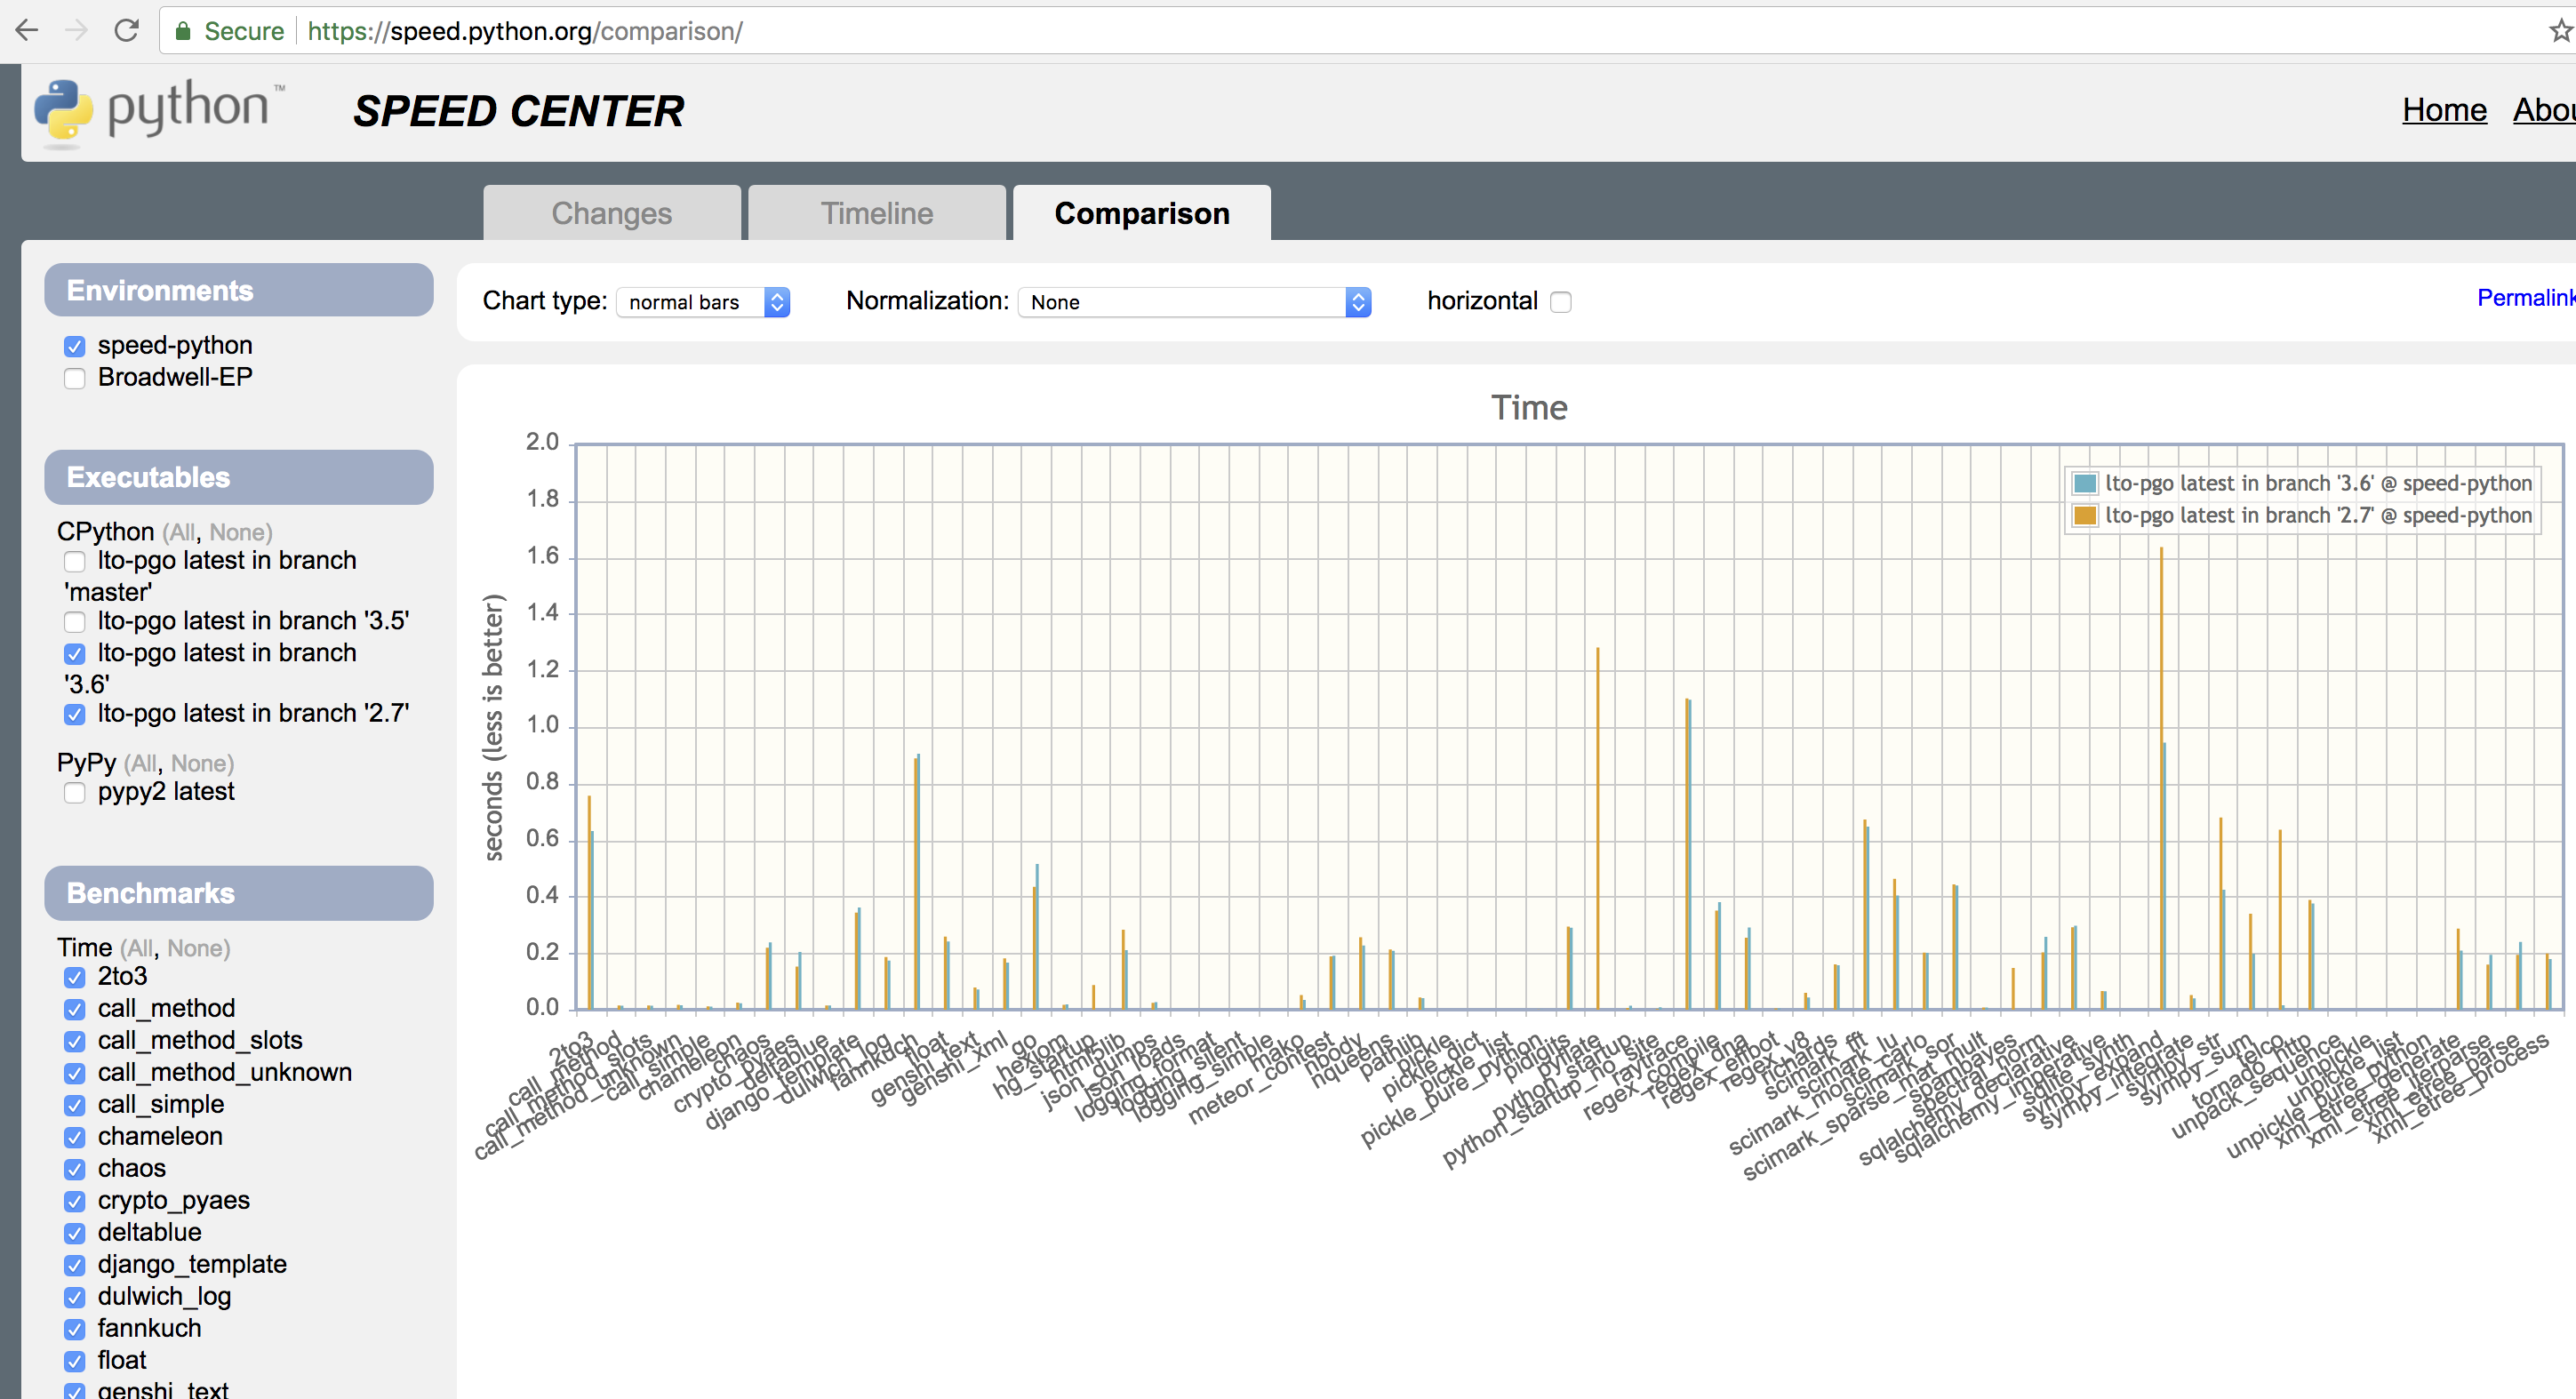 Secure https://speed.python.org/comparison/
python™ SPEED CENTER Home
Changes Timeline Comparison
Environments
speed-python
Broadwell-EP
Executables
CPython (All, None)
lto-pgo latest in branch
'master'
lto-pgo latest in branch '3.5'
lto-pgo latest in branch
'3.6'
lto-pgo latest in branch '2.7'
PyPy (All, None)
pypy2 latest
Benchmarks
Time (All, None)
2to3
call_method
call_method_slots
call_method_unknown
call_simple
chameleon
chaos
crypto_pyaes
deltablue
django_template
dulwich_log
fannkuch
float
genshi_text
Chart type: normal bars Normalization: None horizontal Permalink
Time
seconds (less is better)
2.0
1.8
1.6
1.4
1.2
1.0
0.8
0.6
0.4
0.2
0.0
lto-pgo latest in branch '3.6' @ speed-python
lto-pgo latest in branch '2.7' @ speed-python
2to3
call_method
call_method_slots
call_method_unknown
call_simple
chameleon
chaos
crypto_pyaes
deltablue
django_template
dulwich_log
fannkuch
float
genshi_text
genshi_xml
go
hexiom
hg_startup
html5lib
json_dumps
json_loads
logging_format
logging_silent
logging_simple
mako
meteor_contest
nbody
nqueens
pathlib
pickle
pickle_dict
pickle_list
pickle_pure_python
pidigits
pyflate
python_startup
python_startup_no_site
raytrace
regex_compile
regex_dna
regex_effbot
regex_v8
richards
scimark_fft
scimark_lu
scimark_monte_carlo
scimark_sor
scimark_sparse_mat_mult
spambayes
spectral_norm
sqlalchemy_declarative
sqlalchemy_imperative
sqlite_synth
sympy_expand
sympy_integrate
sympy_str
sympy_sum
telco
tornado_http
unpack_sequence
unpickle
unpickle_list
unpickle_pure_python
xml_etree_generate
xml_etree_iterparse
xml_etree_parse
xml_etree_process